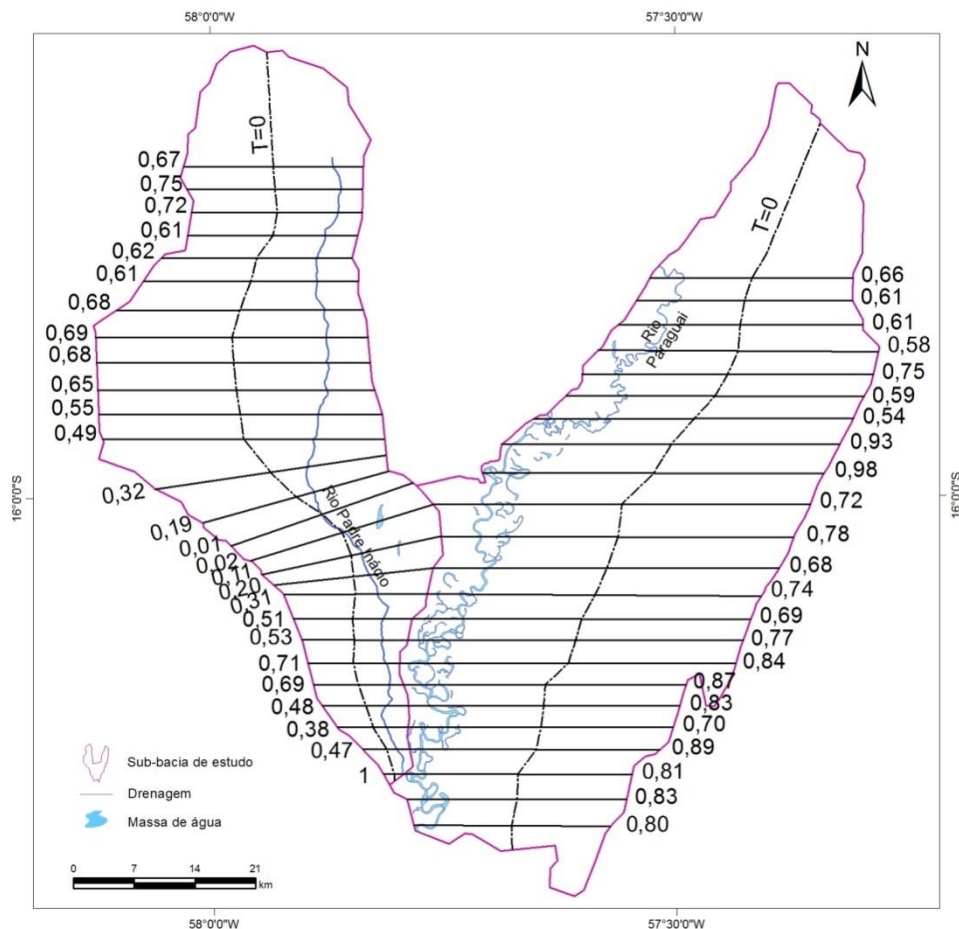 58°0'0"W
57°30'0"W
N
T=0
T=0
0,67
0,75
0,72
0,61
0,62
0,61
0,68
0,69
0,68
0,65
0,55
0,49
0,32
0,19
0,01
0,02
0,11
0,20
0,31
0,51
0,53
0,71
0,69
0,48
0,38
0,47
1
Rio Padre Inácio
Rio
Paraguai
0,66
0,61
0,61
0,58
0,75
0,59
0,54
0,93
0,98
0,72
0,78
0,68
0,74
0,69
0,77
0,84
0,87
0,83
0,70
0,89
0,81
0,83
0,80
16°0'0"S
16°0'0"S
Sub-bacia de estudo
Drenagem
Massa de água
0 7 14 21
km
58°0'0"W
57°30'0"W